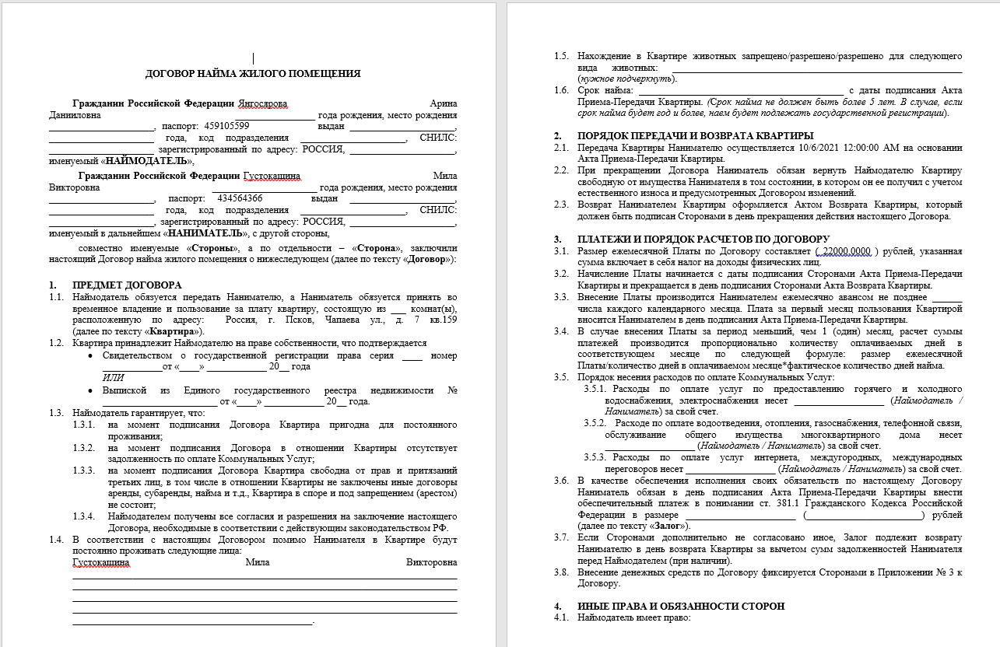 ДОГОВОР НАЙМА ЖИЛОГО ПОМЕЩЕНИЯ
Гражданин Российской Федерации Янгосярова Арина
Данииловна ________________ года рождения, место рождения
_____________________, паспорт: 459105599 выдан _____________________,
_____________________ года, код подразделения _____________________, СНИЛС:
_____________________ зарегистрированный по адресу: РОССИЯ, _____________________,
именуемый «НАЙМОДАТЕЛЬ»,
Гражданин Российской Федерации Густокашина Мила
Викторовна _____________________ года рождения, место рождения
_____________________, паспорт: 434564366 выдан _____________________,
_____________________ года, код подразделения _____________________, СНИЛС:
_____________________, зарегистрированный по адресу: РОССИЯ, _____________________,
именуемый в дальнейшем «НАНИМАТЕЛЬ», с другой стороны,
совместно именуемые «Стороны», а по отдельности – «Сторона», заключили
настоящий Договор найма жилого помещения о нижеследующем (далее по тексту «Договор»):
1. ПРЕДМЕТ ДОГОВОРА
1.1. Наймодатель обязуется передать Нанимателю, а Наниматель обязуется принять во
временное владение и пользование за плату квартиру, состоящую из ___ комнат(ы),
расположенную по адресу: Россия, г. Псков, Чапаева ул., д. 7 кв.159
(далее по тексту «Квартира»).
1.2. Квартира принадлежит Наймодателю на праве собственности, что подтверждается
• Свидетельством о государственной регистрации права серия ____ номер
____________от «____» ____________ 20__ года
ИЛИ
• Выпиской из Единого государственного реестра недвижимости №
_______________________ от «____» ____________ 20__ года.
1.3. Наймодатель гарантирует, что:
1.3.1. на момент подписания Договора Квартира пригодна для постоянного
проживания;
1.3.2. на момент подписания Договора в отношении Квартиры отсутствует
задолженность по оплате Коммунальных Услуг;
1.3.3. на момент подписания Договора Квартира свободна от прав и притязаний
третьих лиц, в том числе в отношении Квартиры не заключены иные договоры
аренды, субаренды, найма и т.д., Квартира в споре и под запрещением (арестом)
не состоит;
1.3.4. Наймодателем получены все согласия и разрешения на заключение настоящего
Договора, необходимые в соответствии с действующим законодательством РФ.
1.4. В соответствии с настоящим Договором помимо Нанимателя в Квартире будут
постоянно проживать следующие лица:
Густокашина Мила Викторовна
_____________________________________________
_____________________________________________
_____________________________________________
_____________________________________________
____________________________.
1.5. Нахождение в Квартире животных запрещено/разрешено/разрешено для следующего
вида животных: _____________________________________________
(нужное подчеркнуть).
1.6. Срок найма: _____________________________________________ с даты подписания Акта
Приема-Передачи Квартиры. (Срок найма не должен быть более 5 лет. В случае, если
срок найма будет год и более, наем будет подлежать государственной регистрации).
2. ПОРЯДОК ПЕРЕДАЧИ И ВОЗВРАТА КВАРТИРЫ
2.1. Передача Квартиры Нанимателю осуществляется 10/6/2021 12:00:00 AM на основании
Акта Приема-Передачи Квартиры.
2.2. При прекращении Договора Наниматель обязан вернуть Наймодателю Квартиру
свободной от имущества Нанимателя в том состоянии, в котором он ее получил с учетом
естественного износа и предусмотренных Договором изменений.
2.3. Возврат Нанимателем Квартиры оформляется Актом Возврата Квартиры, который
должен быть подписан Сторонами в день прекращения действия настоящего Договора.
3. ПЛАТЕЖИ И ПОРЯДОК РАСЧЕТОВ ПО ДОГОВОРУ
3.1. Размер ежемесячной Платы по Договору составляет ( 22000,0000 ) рублей, указанная
сумма включает в себя налог на доходы физических лиц.
3.2. Начисление Платы начинается с даты подписания Сторонами Акта Приема-Передачи
Квартиры и прекращается в день подписания Сторонами Акта Возврата Квартиры.
3.3. Внесение Платы производится Нанимателем ежемесячно авансом не позднее ______
числа каждого календарного месяца. Плата за первый месяц пользования Квартирой
вносится Нанимателем в день подписания Акта Приема-Передачи Квартиры.
3.4. В случае внесения Платы за период меньший, чем 1 (один) месяц, расчет суммы
платежей производится пропорционально количеству оплачиваемых дней в
соответствующем месяце по следующей формуле: размер ежемесячной
Платы/количество дней в оплачиваемом месяце*фактическое количество дней найма.
3.5. Порядок несения расходов по оплате Коммунальных Услуг:
3.5.1. Расходы по оплате услуг по предоставлению горячего и холодного
водоснабжения, электроснабжения несет __________________ (Наймодатель /
Наниматель) за свой счет.
3.5.2. Расходе по оплате водоотведения, отопления, газоснабжения, телефонной связи,
обслуживание общего имущества многоквартирного дома несет
__________________ (Наймодатель / Наниматель) за свой счет.
3.5.3. Расходы по оплате услуг интернета, междугородных, международных
переговоров несет __________________ (Наймодатель / Наниматель) за свой счет.
3.6. В качестве обеспечения исполнения своих обязательств по настоящему Договору
Наниматель обязан в день подписания Акта Приема-Передачи Квартиры внести
обеспечительный платеж в понимании ст. 381.1 Гражданского Кодекса Российской
Федерации в размере ______________________ (_______________________) рублей
(далее по тексту «Залог»).
3.7. Если Сторонами дополнительно не согласовано иное, Залог подлежит возврату
Нанимателю в день возврата Квартиры за вычетом сумм задолженностей Нанимателя
перед Наймодателем (при наличии).
3.8. Внесение денежных средств по Договору фиксируется Сторонами в Приложении № 3 к
Договору.
4. ИНЫЕ ПРАВА И ОБЯЗАННОСТИ СТОРОН
4.1. Наймодатель имеет право: